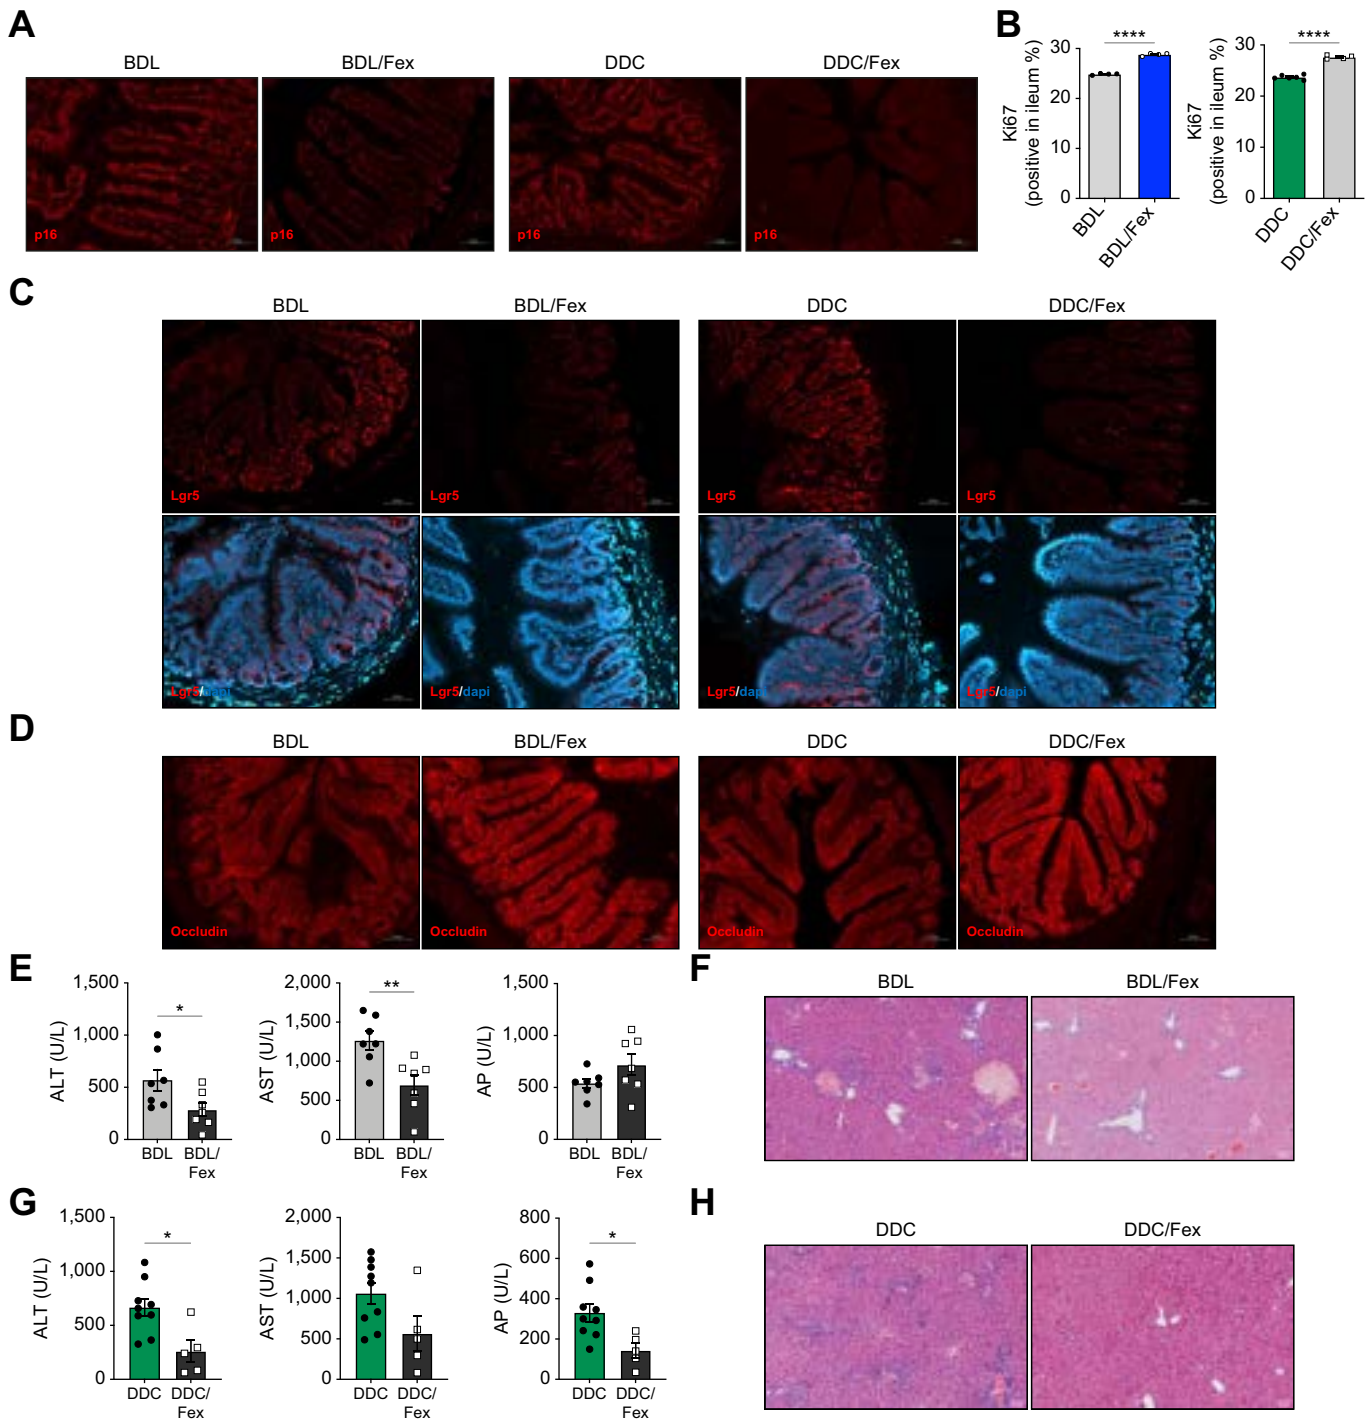 A
BDL
BDL/Fex
DDC
DDC/Fex
p16
p16
p16
p16
B
****
Ki67
(positive in ileum %)
30
20
10
0
BDL
BDL/Fex
****
Ki67
(positive in ileum %)
30
20
10
0
DDC
DDC/Fex
C
BDL
BDL/Fex
DDC
DDC/Fex
Lgr5
Lgr5
Lgr5
Lgr5
Lgr5/dapi
Lgr5/dapi
Lgr5/dapi
Lgr5/dapi
D
BDL
BDL/Fex
DDC
DDC/Fex
Occludin
Occludin
Occludin
Occludin
E
ALT (U/L)
1,500
1,000
500
0
*
BDL
BDL/
Fex
AST (U/L)
2,000
1,500
1,000
500
0
**
BDL
BDL/
Fex
AP (U/L)
1,500
1,000
500
0
BDL
BDL/
Fex
F
BDL
BDL/Fex
G
ALT (U/L)
1,500
1,000
500
0
*
DDC
DDC/
Fex
AST (U/L)
2,000
1,500
1,000
500
0
DDC
DDC/
Fex
AP (U/L)
800
600
400
200
0
*
DDC
DDC/
Fex
H
DDC
DDC/Fex